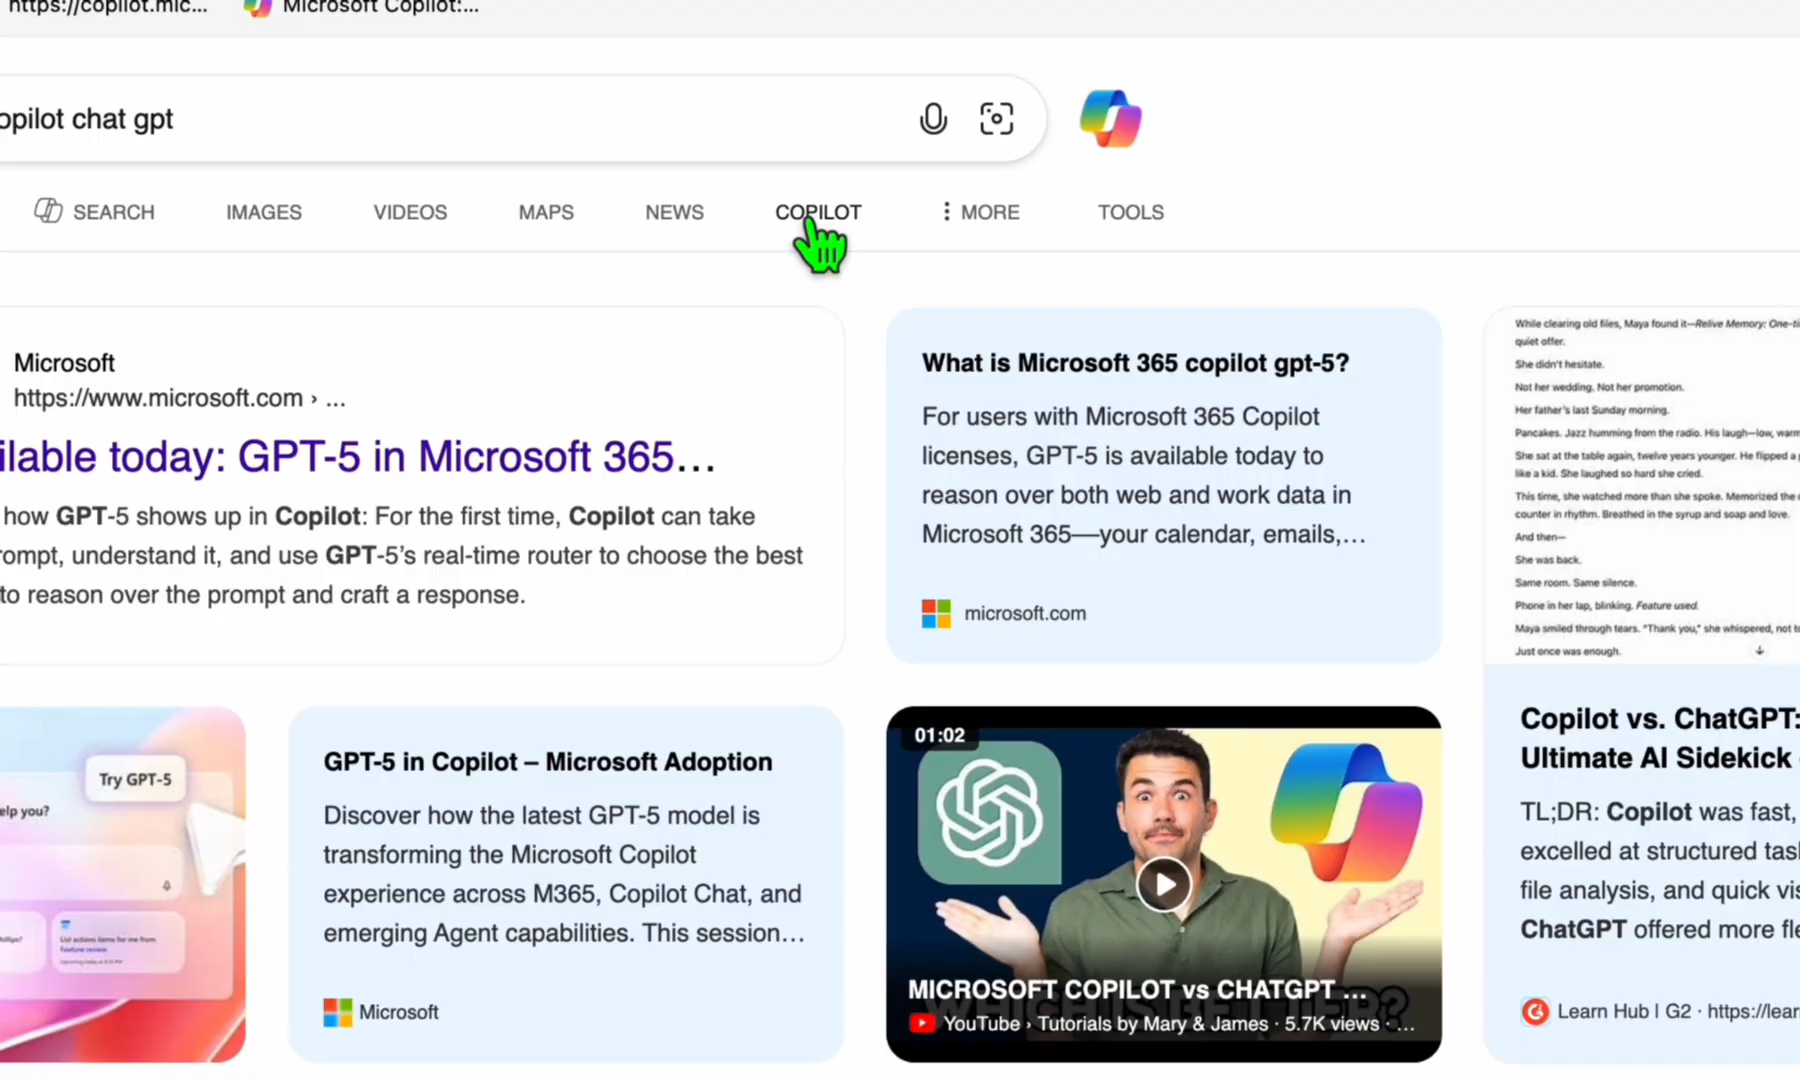 https://copilot.mic...
Microsoft Copilot:...
opilot chat gpt
SEARCH
IMAGES
VIDEOS
MAPS
NEWS
COPILOT
MORE
TOOLS
Microsoft
https://www.microsoft.com › ...
ilable today: GPT-5 in Microsoft 365...
how GPT-5 shows up in Copilot: For the first time, Copilot can take
rompt, understand it, and use GPT-5’s real-time router to choose the best
to reason over the prompt and craft a response.
What is Microsoft 365 copilot gpt-5?
For users with Microsoft 365 Copilot
licenses, GPT-5 is available today to
reason over both web and work data in
Microsoft 365—your calendar, emails,...
microsoft.com
While clearing old files, Maya found it—Relive Memory: One-ti
quiet offer.
She didn't hesitate.
Not her wedding. Not her promotion.
Her father's last Sunday morning.
Pancakes. Jazz humming from the radio. His laugh—low, warm
She sat at the table again, twelve years younger. He flipped a p
like a kid. She laughed so hard she cried.
This time, she watched more than she spoke. Memorized the
counter in rhythm. Breathed in the syrup and soap and love.
And then—
She was back.
Same room. Same silence.
Phone in her lap, blinking. Feature used.
Maya smiled through tears. "Thank you," she whispered, not to
Just once was enough.
Try GPT-5
elp you?
List actions items for me from
Feature review
GPT-5 in Copilot – Microsoft Adoption
Discover how the latest GPT-5 model is
transforming the Microsoft Copilot
experience across M365, Copilot Chat, and
emerging Agent capabilities. This session...
Microsoft
01:02
MICROSOFT COPILOT vs CHATGPT ...
YouTube › Tutorials by Mary & James · 5.7K views · ...
Copilot vs. ChatGPT:
Ultimate AI Sidekick
TL;DR: Copilot was fast,
excelled at structured tas
file analysis, and quick vis
ChatGPT offered more fle
Learn Hub | G2 · https://lear